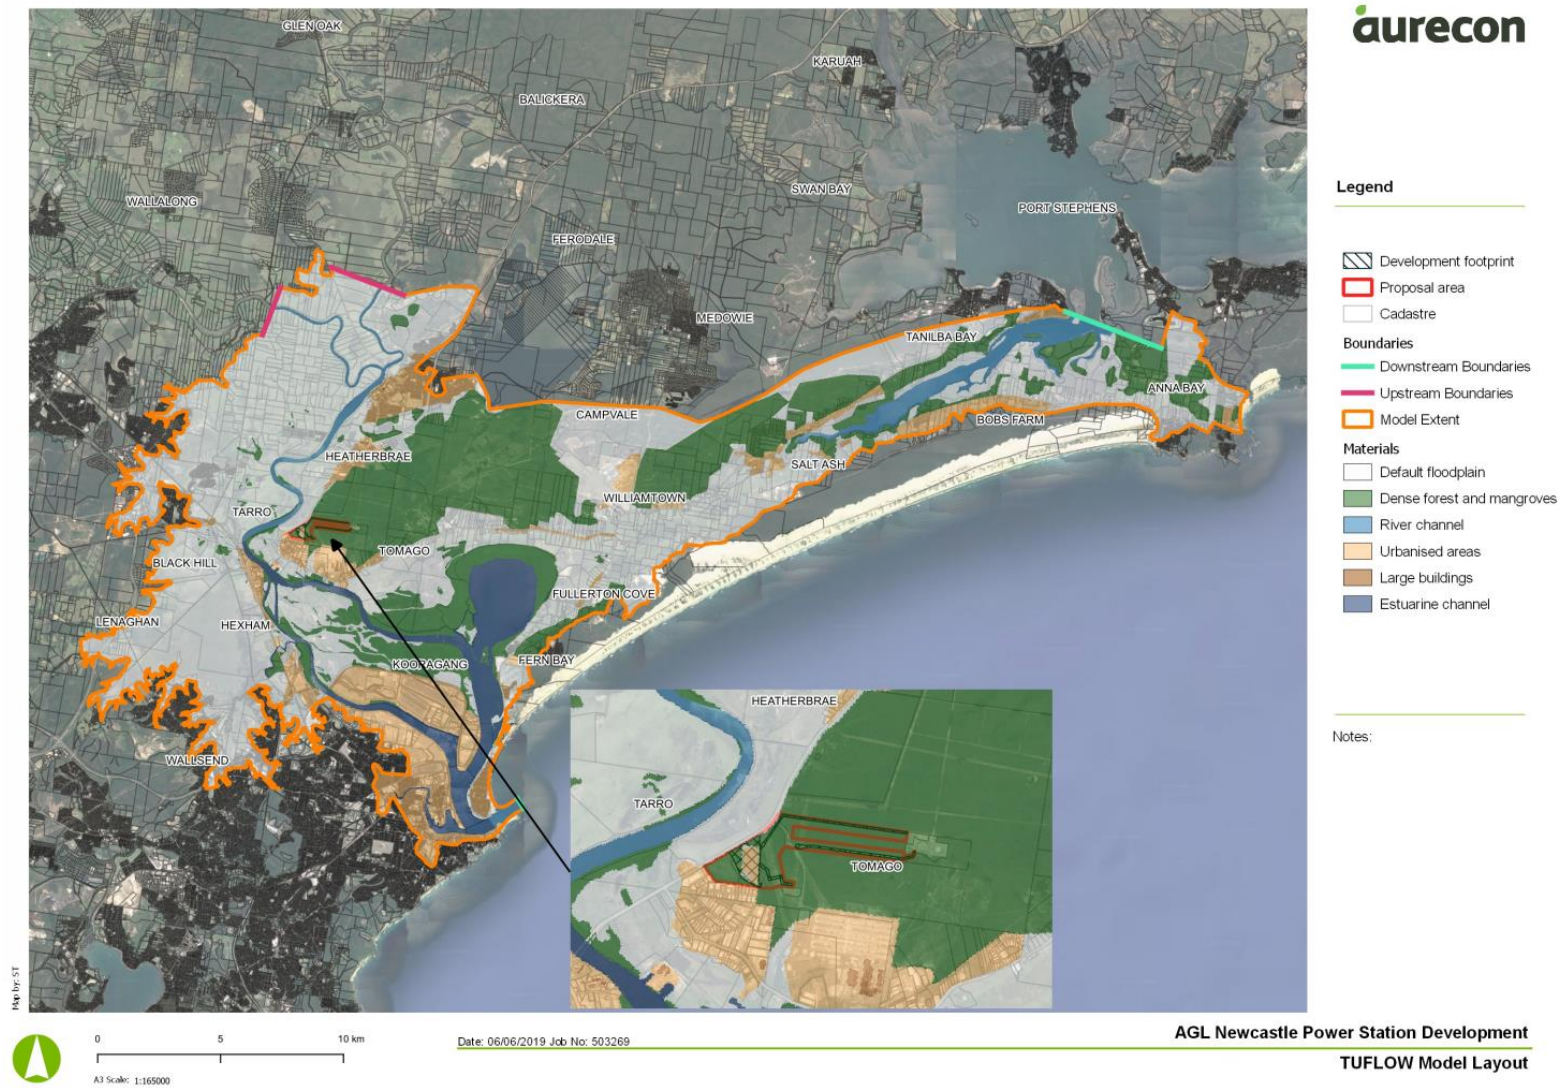 aurecon
GLEN OAK
KARUAH
BALICKERA
SWAN BAY
WALLALONG
PORT STEPHENS
FERODALE
MEDOWIE
TANILBA BAY
ANNA BAY
CAMPVALE
BOBS FARM
HEATHERBRAE
SALT ASH
WILLIAMTOWN
TARRO
TOMAGO
BLACK HILL
FULLERTON COVE
LENAGHAN
HEXHAM
KOORAGANG
FERN BAY
WALLSEND
HEATHERBRAE
TARRO
TOMAGO
Legend
Development footprint
Proposal area
Cadastre
Boundaries
Downstream Boundaries
Upstream Boundaries
Model Extent
Materials
Default floodplain
Dense forest and mangroves
River channel
Urbanised areas
Large buildings
Estuarine channel
Notes:
Map by: ST
0 5 10 km
A3 Scale: 1:165000
Date: 06/06/2019 Job No: 503269
AGL Newcastle Power Station Development
TUFLOW Model Layout